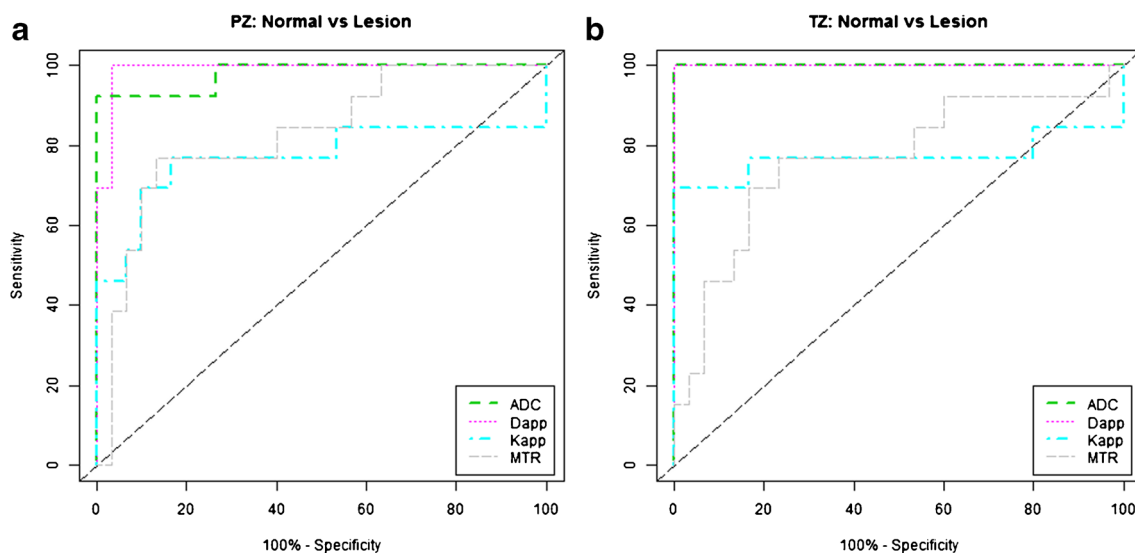 a
PZ: Normal vs Lesion
Sensitivity
100
80
60
40
20
0
ADC
Dapp
Kapp
MTR
0 20 40 60 80 100
100% - Specificity
b
TZ: Normal vs Lesion
Sensitivity
100
80
60
40
20
0
ADC
Dapp
Kapp
MTR
0 20 40 60 80 100
100% - Specificity